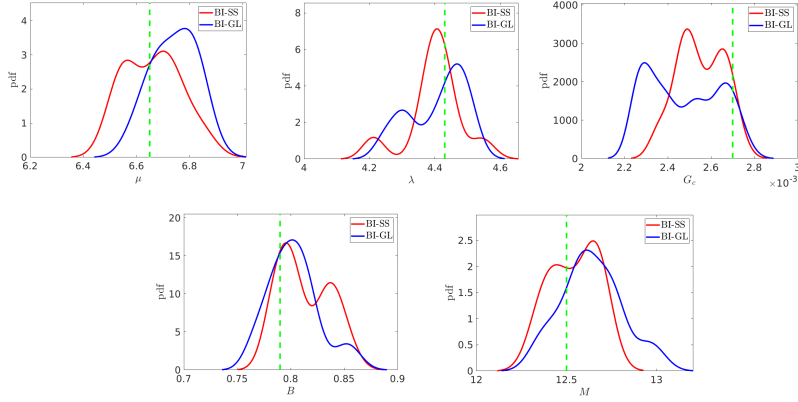 BI-SS
BI-GL
pdf
0
1
2
3
4
6.2
6.4
6.6
6.8
7
μ
BI-SS
BI-GL
pdf
0
2
4
6
8
4
4.2
4.4
4.6
λ
BI-SS
BI-GL
pdf
0
1000
2000
3000
4000
2
2.2
2.4
2.6
2.8
3
×10⁻³
G_c
BI-SS
BI-GL
pdf
0
5
10
15
20
0.7
0.75
0.8
0.85
0.9
B
BI-SS
BI-GL
pdf
0
0.5
1
1.5
2
2.5
12
12.5
13
M